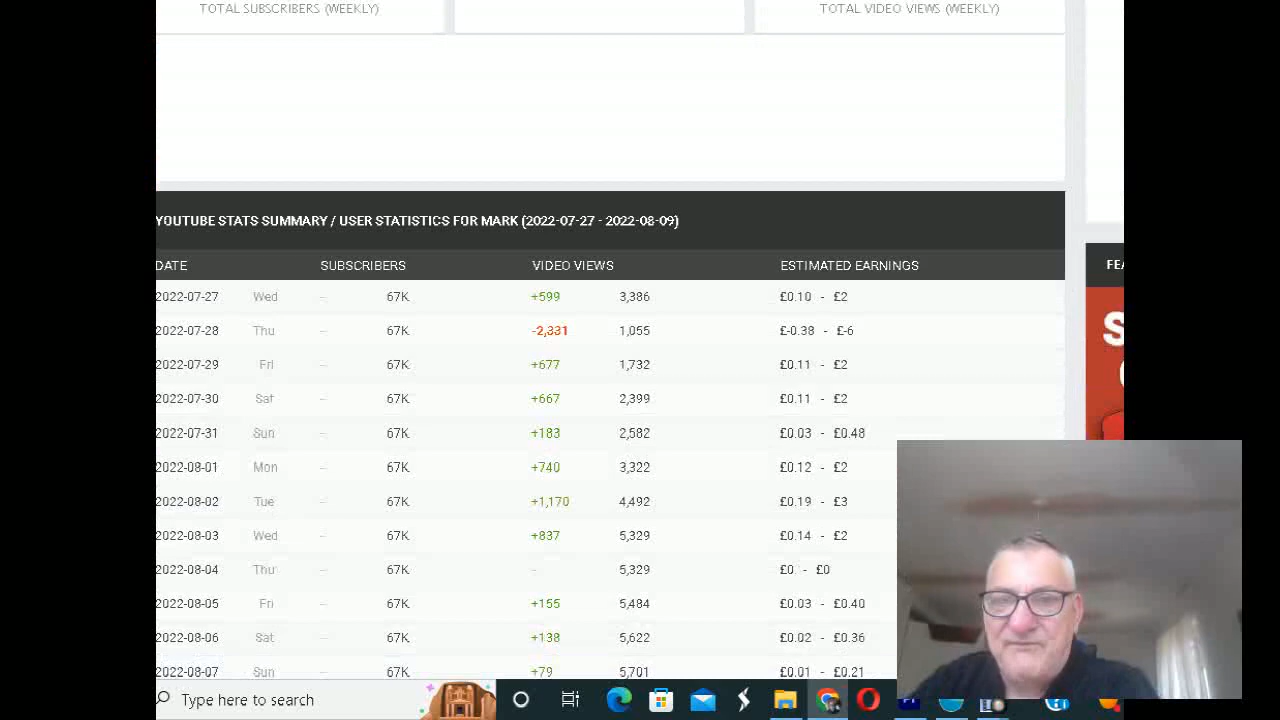 TOTAL SUBSCRIBERS (WEEKLY) TOTAL VIDEO VIEWS (WEEKLY)
YOUTUBE STATS SUMMARY / USER STATISTICS FOR MARK (2022-07-27 - 2022-08-09)
DATE SUBSCRIBERS VIDEO VIEWS ESTIMATED EARNINGS
2022-07-27 Wed -- 67K +599 3,386 £0.10 - £2
2022-07-28 Thu -- 67K -2,331 1,055 £-0.38 - £-6
2022-07-29 Fri -- 67K +677 1,732 £0.11 - £2
2022-07-30 Sat -- 67K +667 2,399 £0.11 - £2
2022-07-31 Sun -- 67K +183 2,582 £0.03 - £0.48
2022-08-01 Mon -- 67K +740 3,322 £0.12 - £2
2022-08-02 Tue -- 67K +1,170 4,492 £0.19 - £3
2022-08-03 Wed -- 67K +837 5,329 £0.14 - £2
2022-08-04 Thu -- 67K - 5,329 £0 - £0
2022-08-05 Fri -- 67K +155 5,484 £0.03 - £0.40
2022-08-06 Sat -- 67K +138 5,622 £0.02 - £0.36
2022-08-07 Sun -- 67K +79 5,701 £0.01 - £0.21
Type here to search